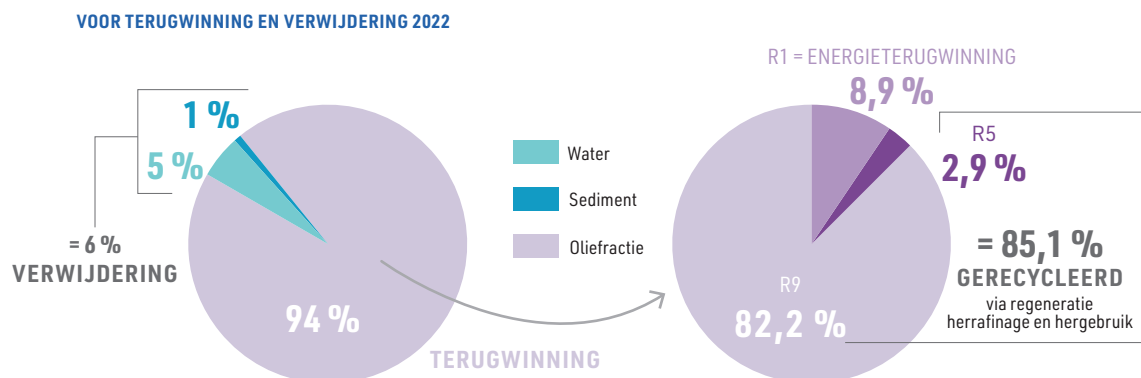 VOOR TERUGWINNING EN VERWIJDERING 2022
1 %
5 %
= 6 %
VERWIJDERING
94 %
TERUGWINNING
Water
Sediment
Oliefractie
R1 = ENERGIETERUGWINNING
8,9 %
R5
2,9 %
R9
82,2 %
= 85,1 %
GERECYCLEERD
via regeneratie
herrafinage en hergebruik